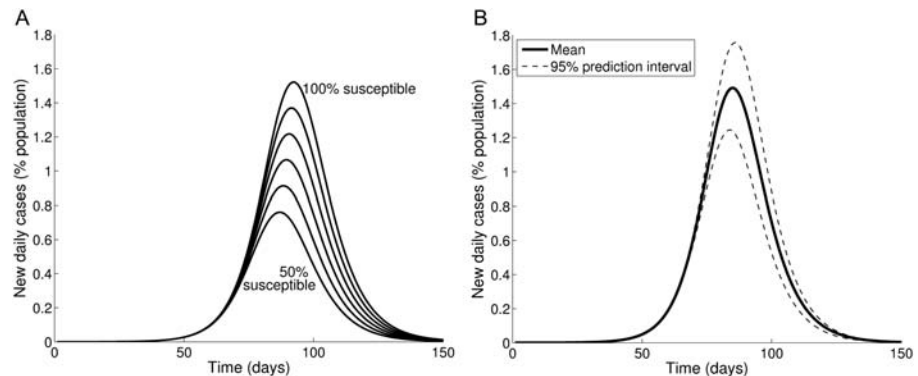 A
New daily cases (% population)
1.8
1.6
1.4
1.2
1
0.8
0.6
0.4
0.2
0
100% susceptible
50%
susceptible
0
50
100
150
Time (days)
B
New daily cases (% population)
1.8
1.6
1.4
1.2
1
0.8
0.6
0.4
0.2
0
Mean
95% prediction interval
0
50
100
150
Time (days)